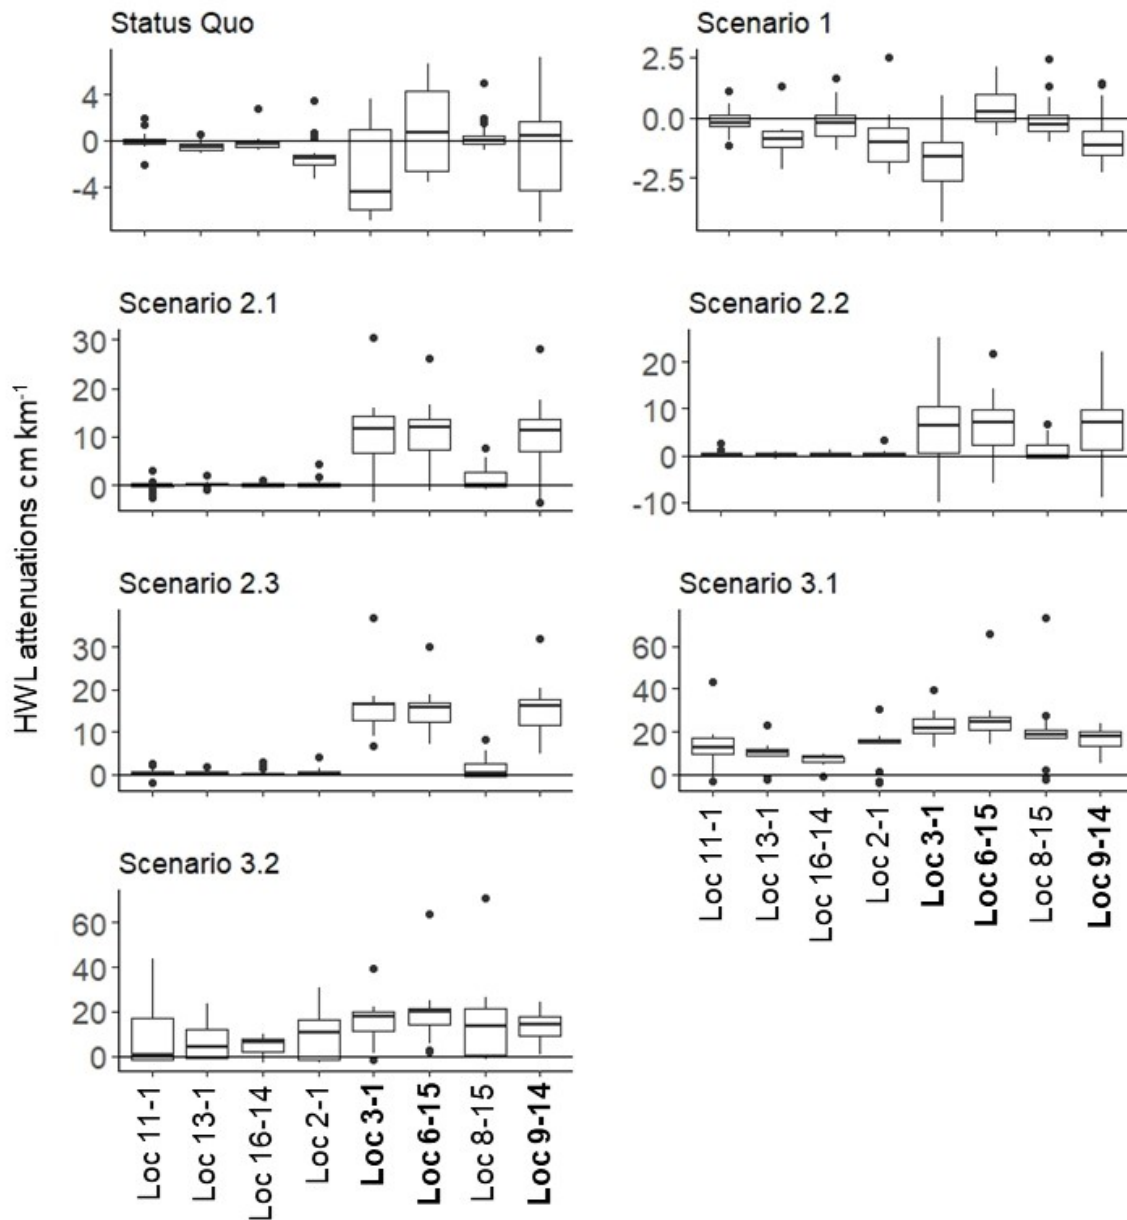 Status Quo
4
0
-4
Scenario 1
2.5
0.0
-2.5
HWL attenuations cm km-1
Scenario 2.1
30
20
10
0
Scenario 2.2
20
10
0
-10
Scenario 2.3
30
20
10
0
Scenario 3.1
60
40
20
0
Loc 11-1
Loc 13-1
Loc 16-14
Loc 2-1
Loc 3-1
Loc 6-15
Loc 8-15
Loc 9-14
Scenario 3.2
60
40
20
0
Loc 11-1
Loc 13-1
Loc 16-14
Loc 2-1
Loc 3-1
Loc 6-15
Loc 8-15
Loc 9-14